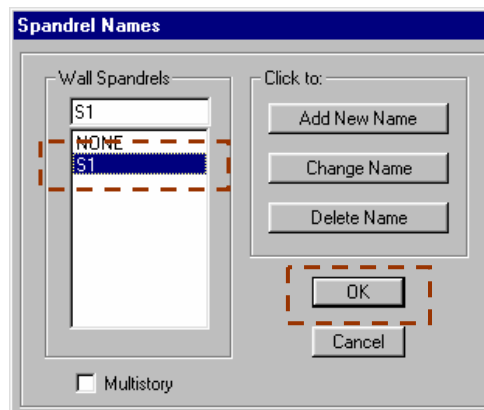 Spandrel Names
Wall Spandrels
S1
NONE
S1
Multistory
Click to:
Add New Name
Change Name
Delete Name
OK
Cancel